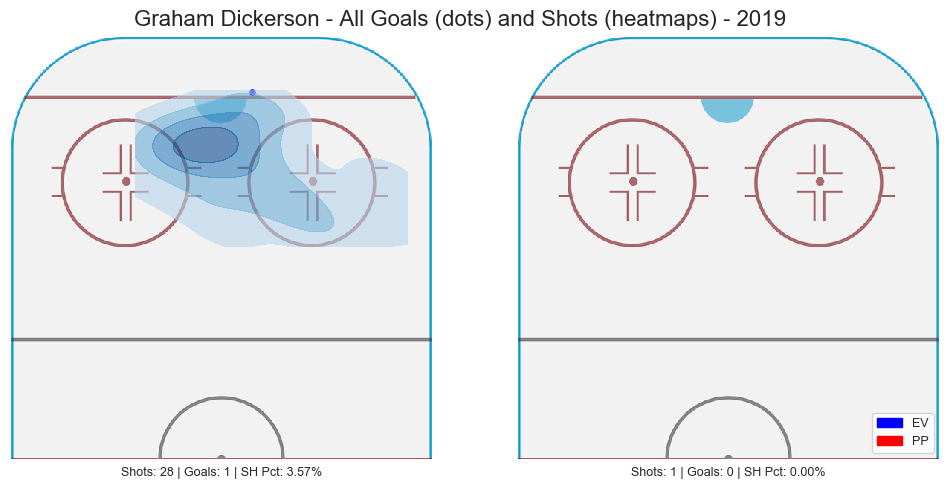 Graham Dickerson - All Goals (dots) and Shots (heatmaps) - 2019
EV
PP
Shots: 28 | Goals: 1 | SH Pct: 3.57%
Shots: 1 | Goals: 0 | SH Pct: 0.00%